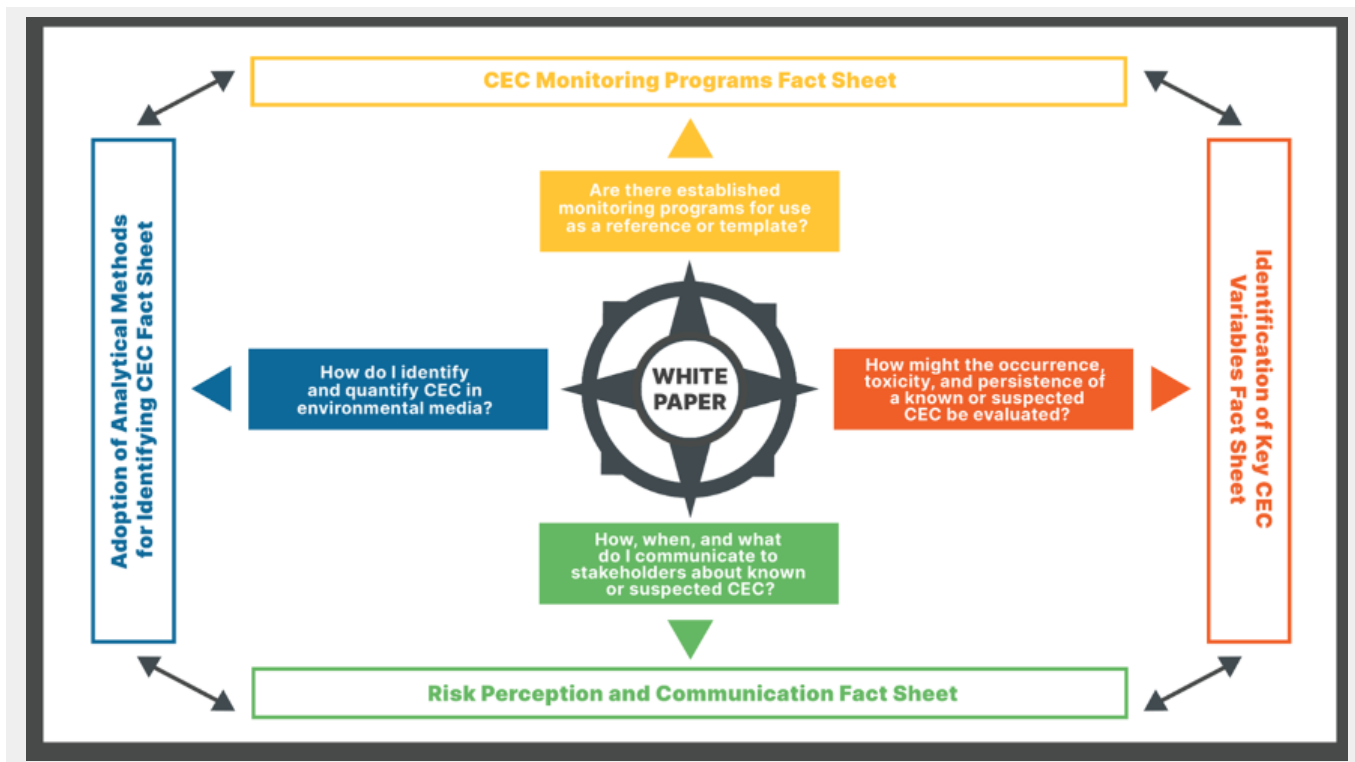 CEC Monitoring Programs Fact Sheet
Are there established
monitoring programs for use
as a reference or template?
Adoption of Analytical Methods
for Identifying CEC Fact Sheet
How do I identify
and quantify CEC in
environmental media?
WHITE
PAPER
How might the occurrence,
toxicity, and persistence of
a known or suspected
CEC be evaluated?
Identification of Key CEC
Variables Fact Sheet
How, when, and what
do I communicate to
stakeholders about known
or suspected CEC?
Risk Perception and Communication Fact Sheet